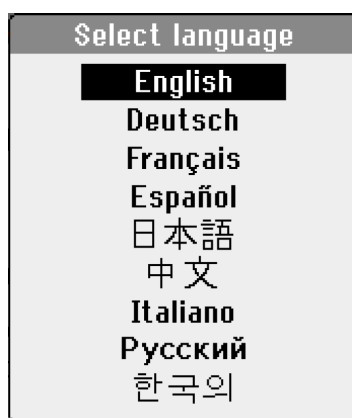 Select language
English
Deutsch
Français
Español
日本語
中文
Italiano
Русский
한국의